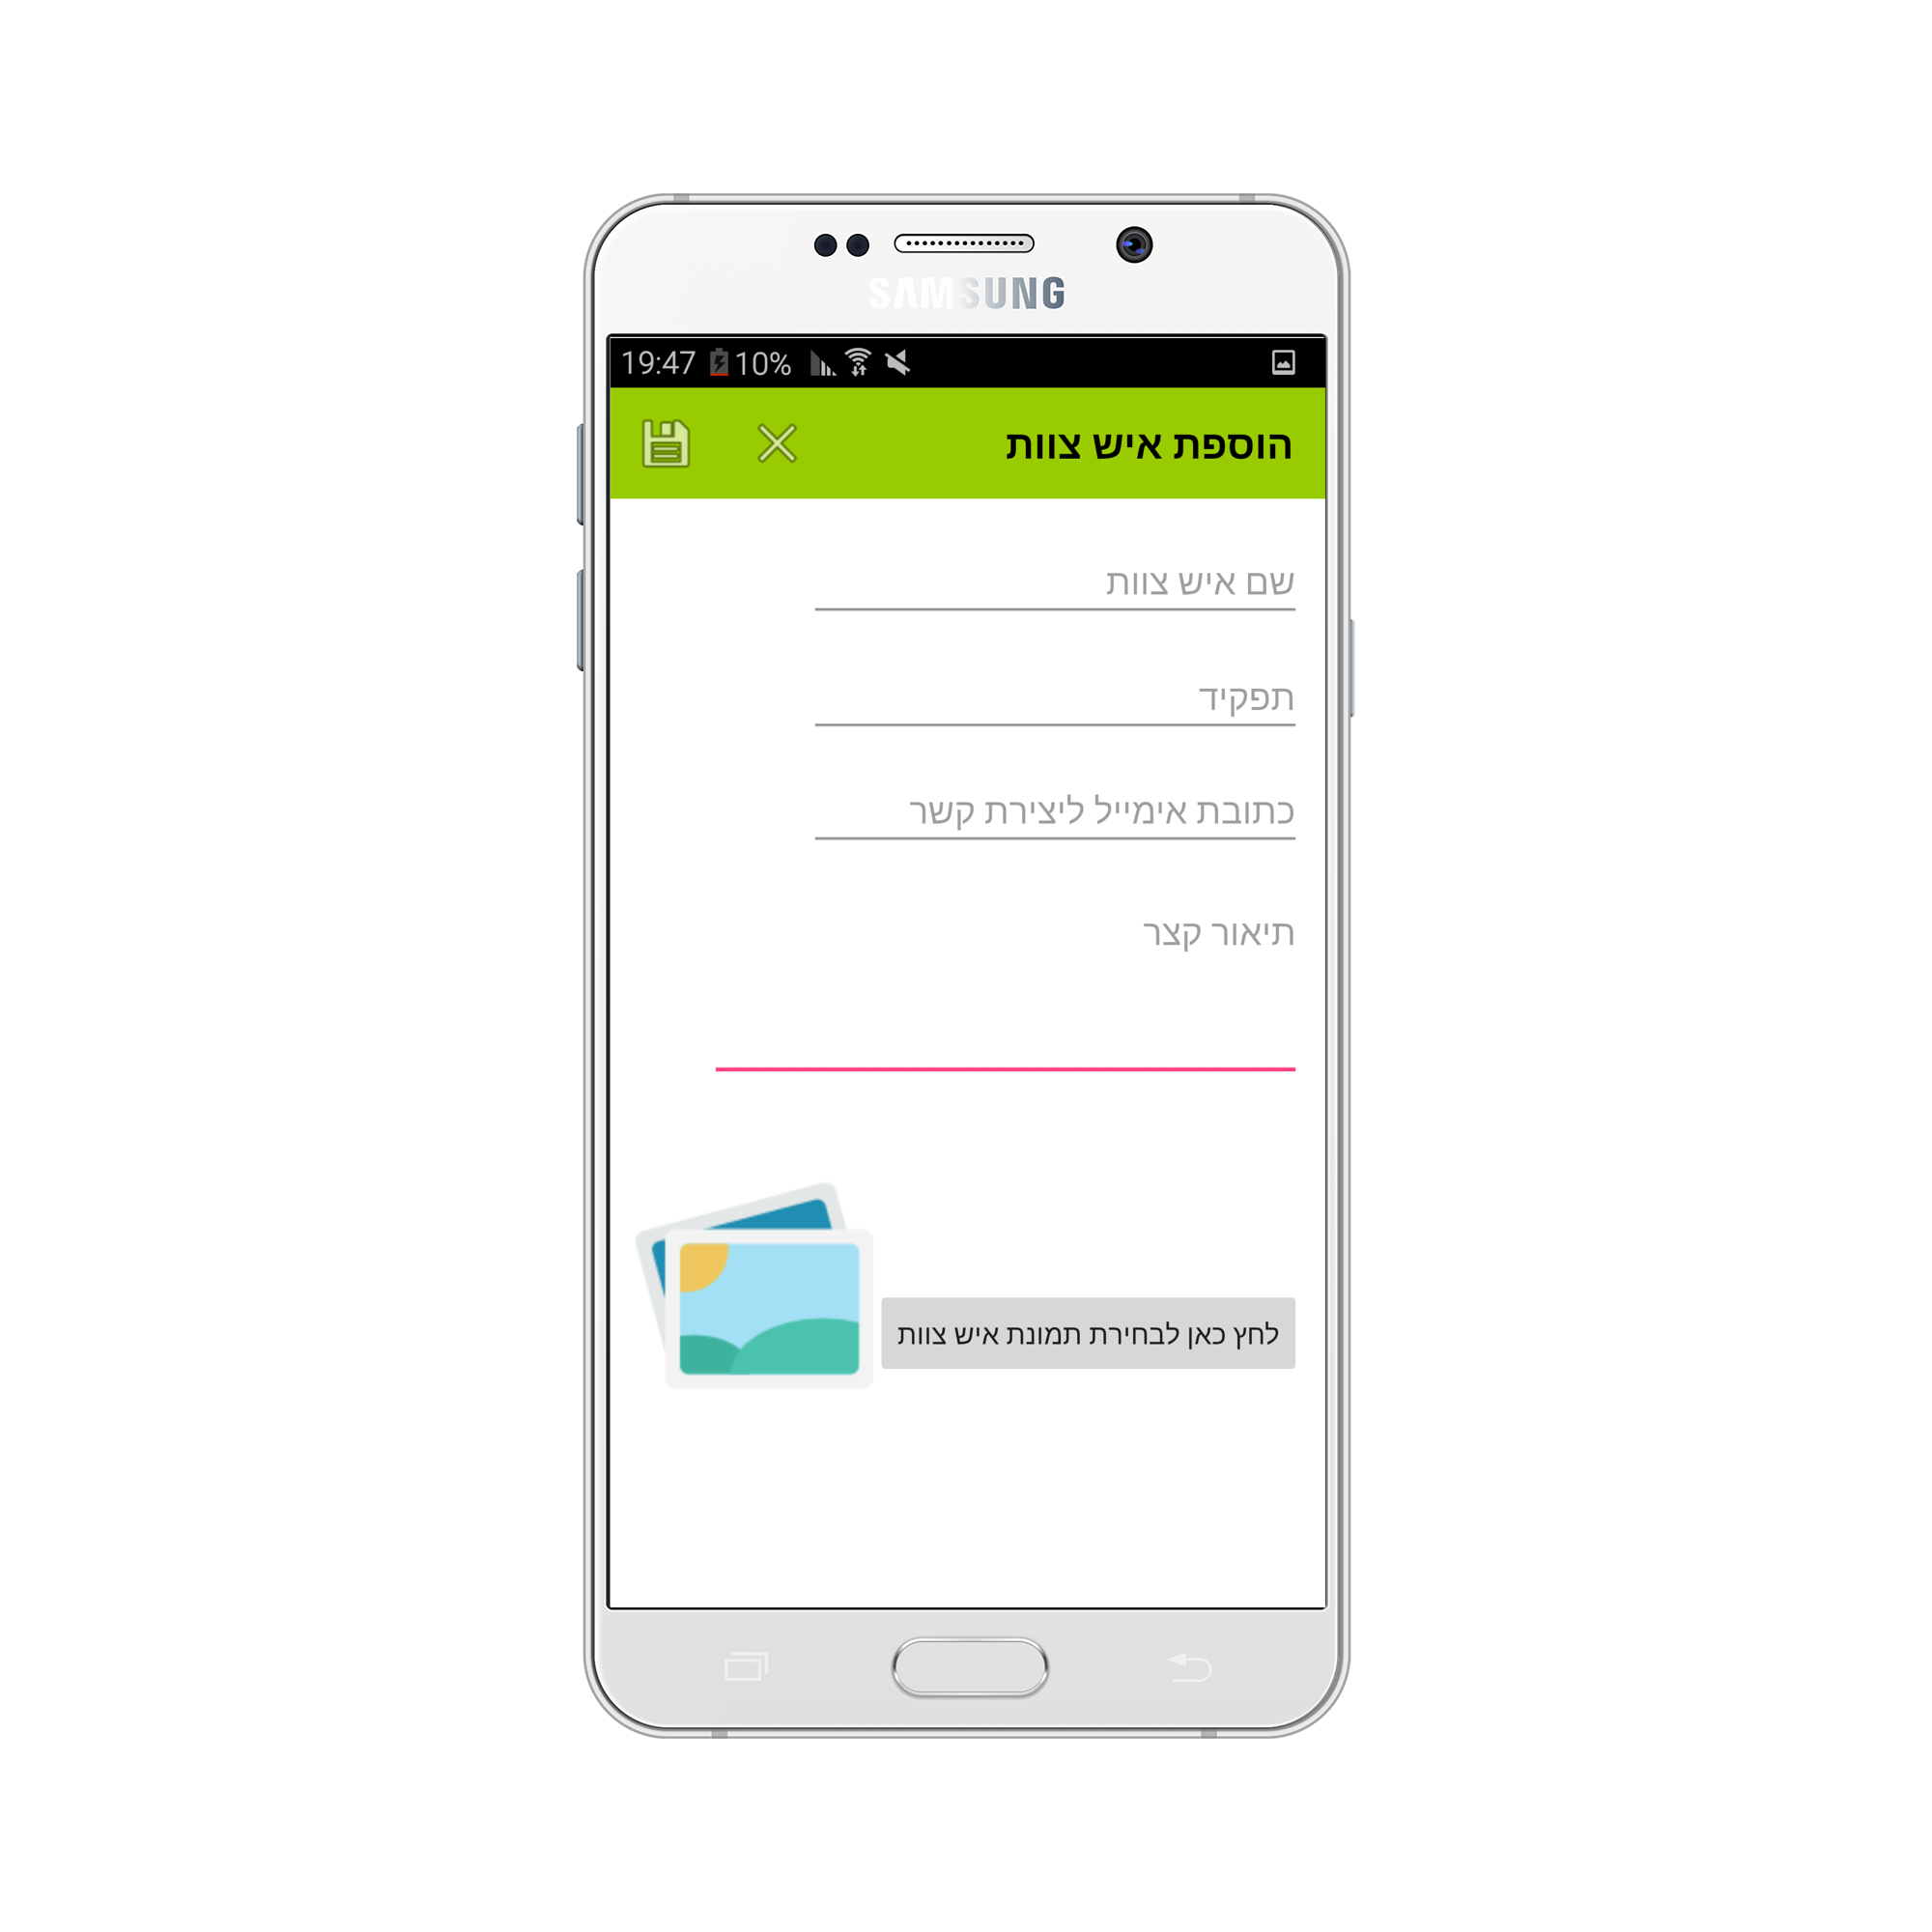 SAMSUNG
19:47 10%
הוספת איש צוות
שם איש צוות
תפקיד
כתובת אימייל ליצירת קשר
תיאור קצר
לחץ כאן לבחירת תמונת איש צוות